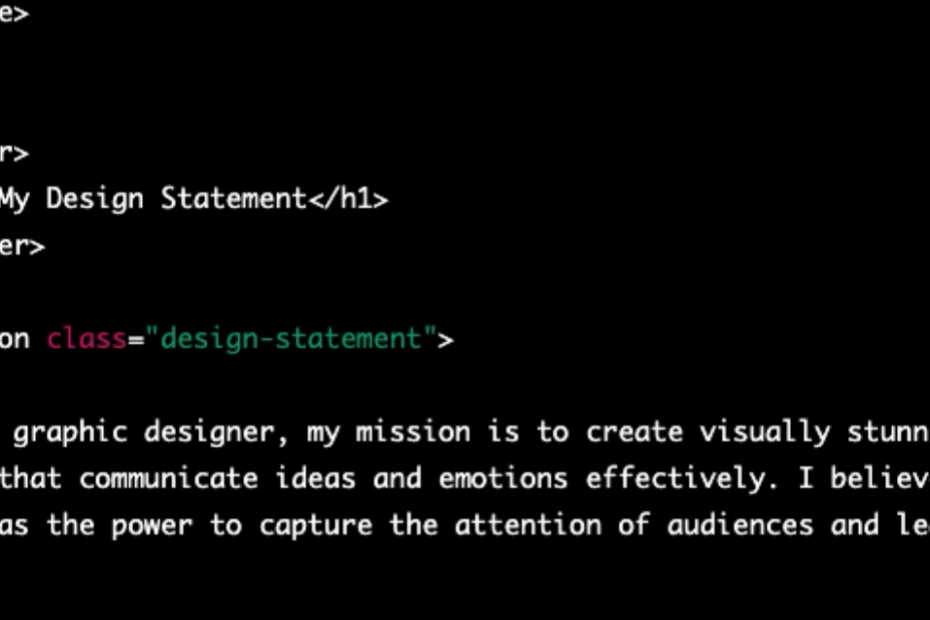 e>
r>
My Design Statement</h1>
er>
on class="design-statement">
graphic designer, my mission is to create visually stunn
that communicate ideas and emotions effectively. I believ
as the power to capture the attention of audiences and le